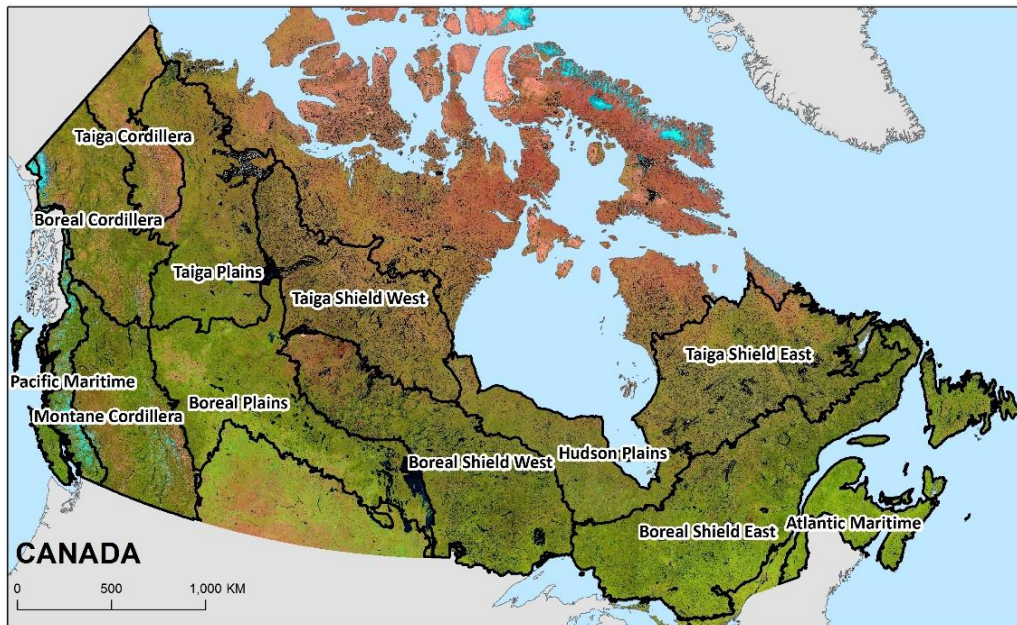 Taiga Cordillera
Boreal Cordillera
Taiga Plains
Taiga Shield West
Taiga Shield East
Pacific Maritime
Montane Cordillera
Boreal Plains
Boreal Shield West
Hudson Plains
Boreal Shield East
Atlantic Maritime
CANADA
0 500 1,000 KM